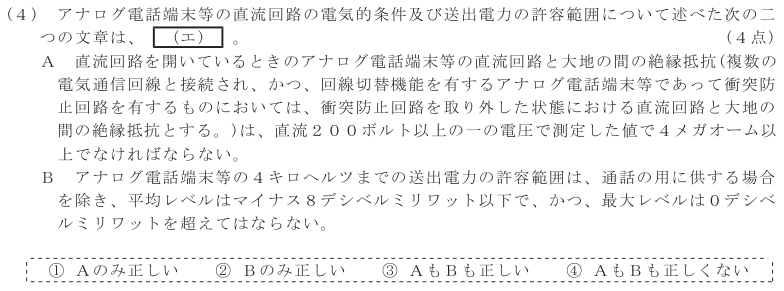 (４) アナログ電話端末等の直流回路の電気的条件及び送出電力の許容範囲について述べた次の二
つの文章は、 (エ) 。 (４点)
Ａ 直流回路を開いているときのアナログ電話端末等の直流回路と大地の間の絶縁抵抗(複数の
電気通信回線と接続され、かつ、回線切替機能を有するアナログ電話端末等であって衝突防
止回路を有するものにおいては、衝突防止回路を取り外した状態における直流回路と大地の
間の絶縁抵抗とする。)は、直流２００ボルト以上の一の電圧で測定した値で４メガオーム以
上でなければならない。
Ｂ アナログ電話端末等の４キロヘルツまでの送出電力の許容範囲は、通話の用に供する場合
を除き、平均レベルはマイナス８デシベルミリワット以下で、かつ、最大レベルは０デシベ
ルミリワットを超えてはならない。
① Ａのみ正しい ② Ｂのみ正しい ③ ＡもＢも正しい ④ ＡもＢも正しくない